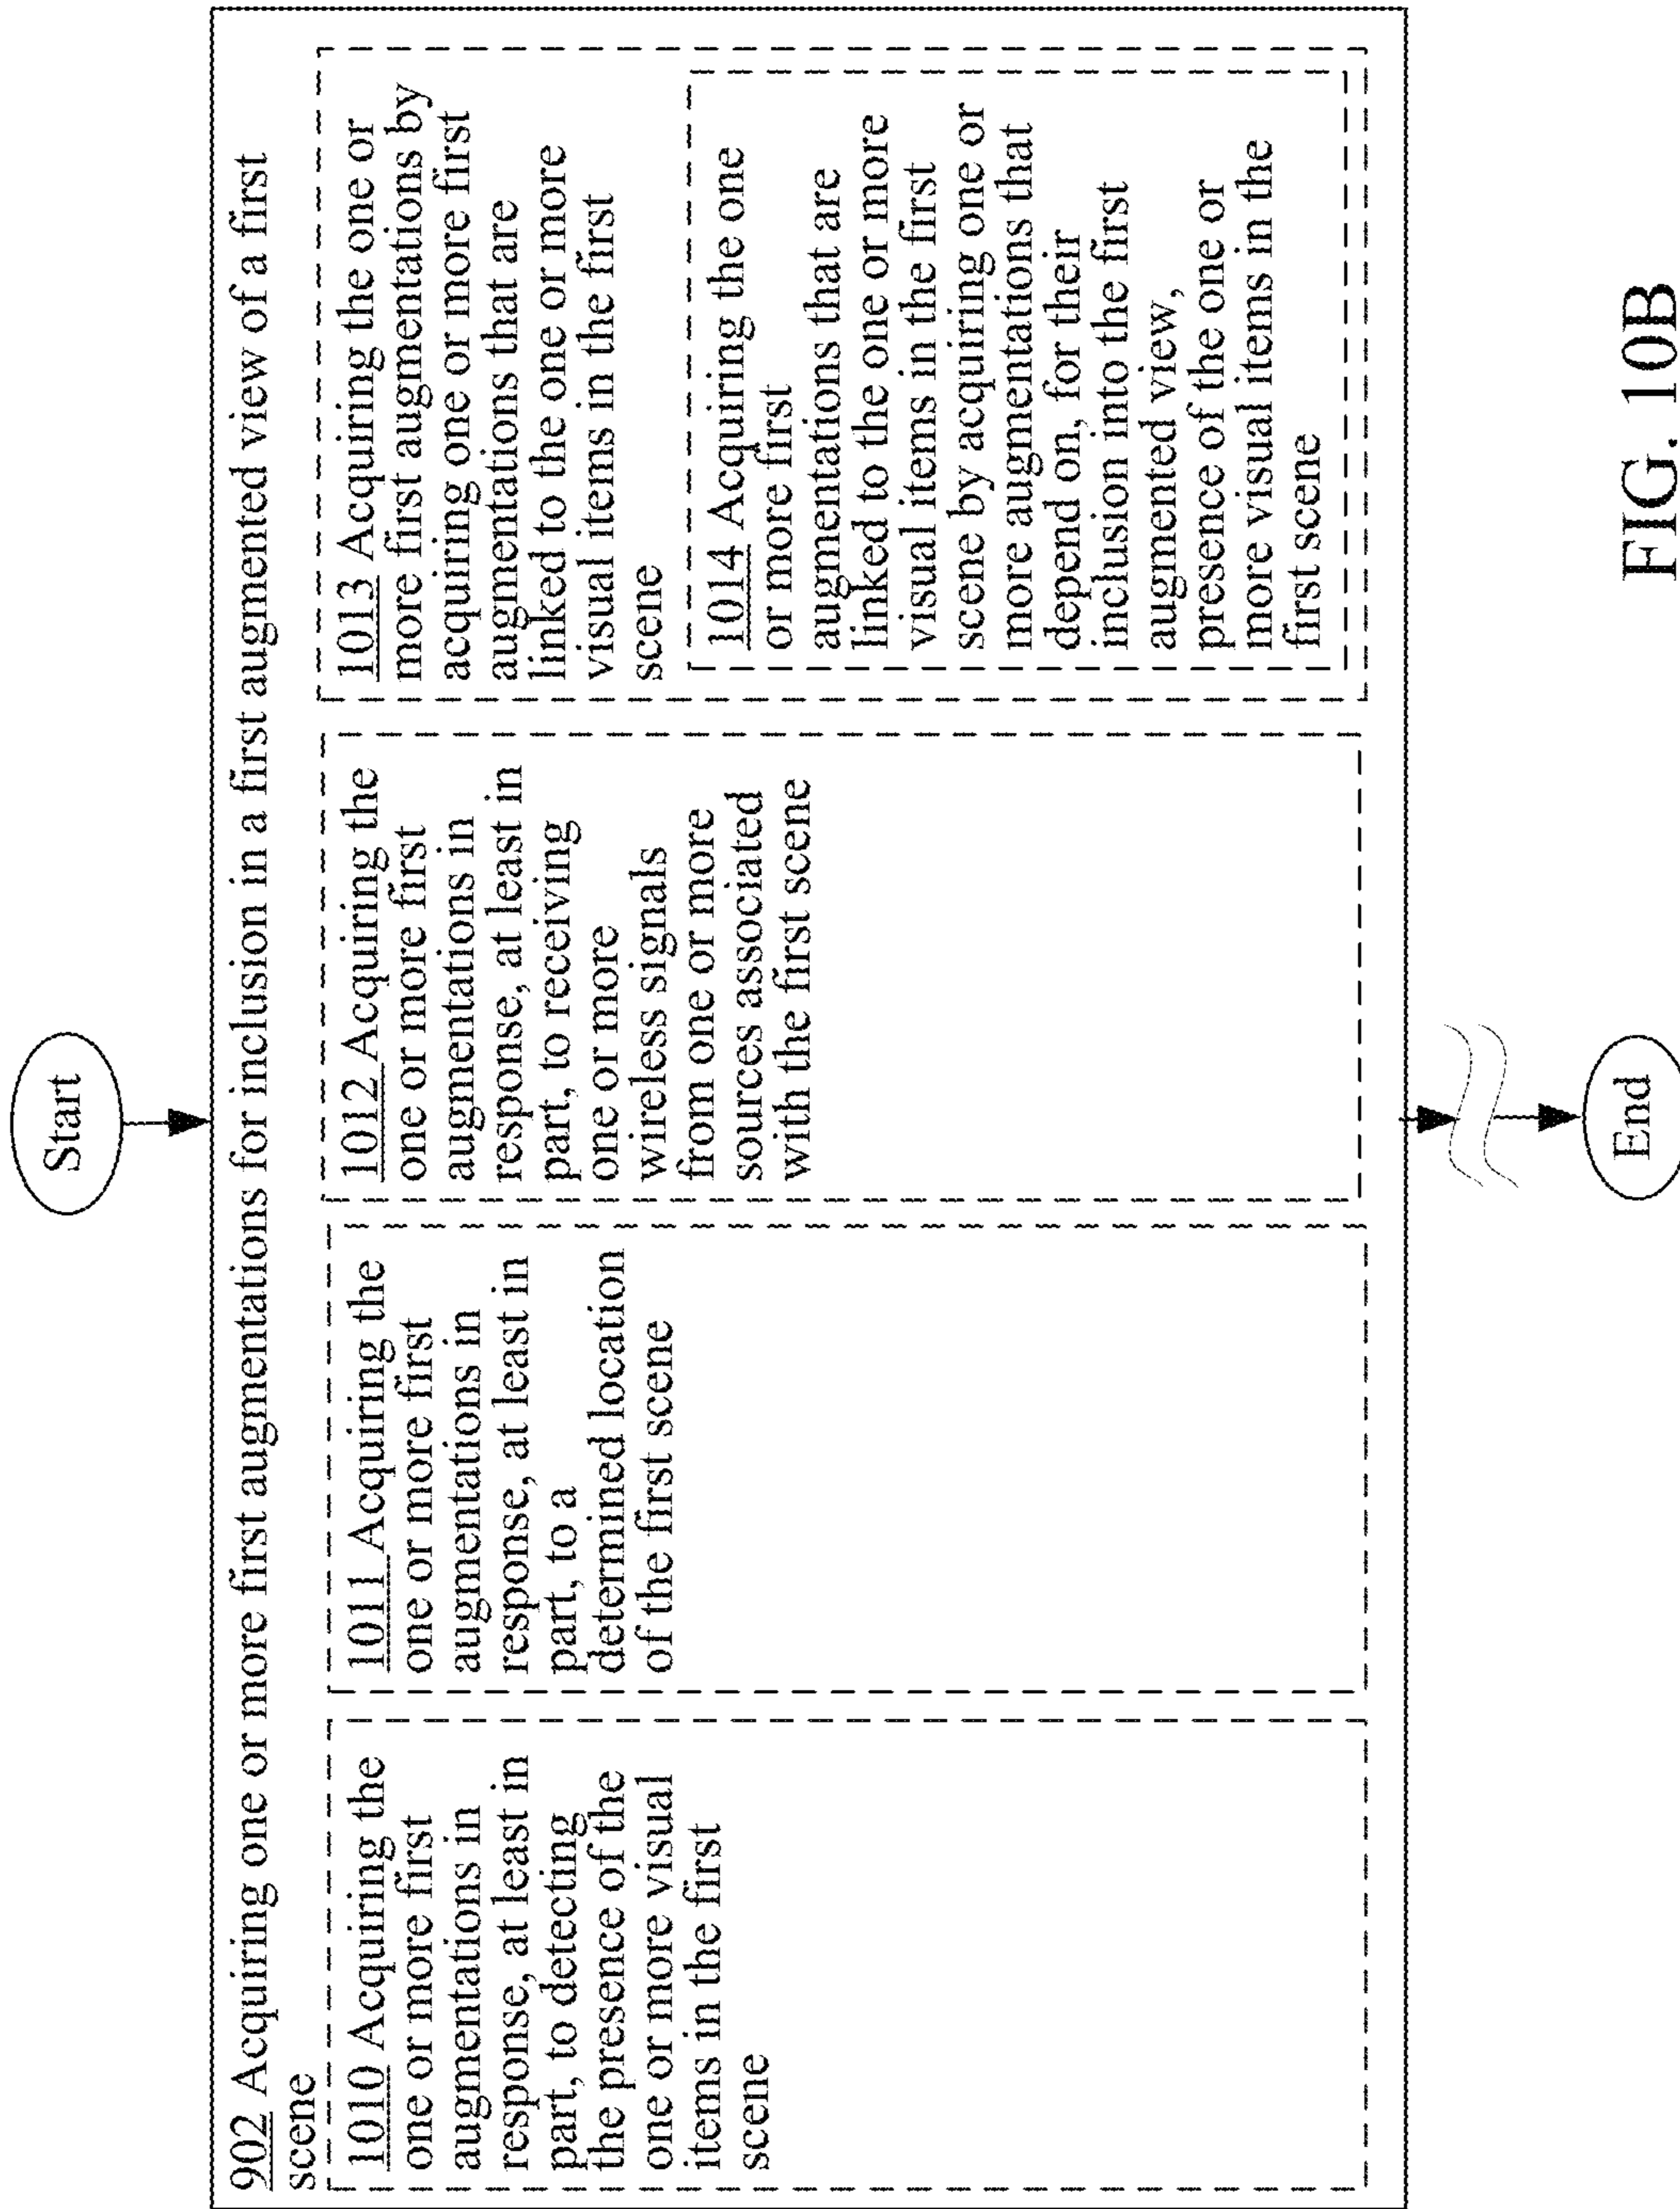 Start
902 Acquiring one or more first augmentations for inclusion in a first augmented view of a first
scene
1010 Acquiring the
one or more first
augmentations in
response, at least in
part, to detecting
the presence of the
one or more visual
items in the first
scene
1011 Acquiring the
one or more first
augmentations in
response, at least in
part, to a
determined location
of the first scene
1012 Acquiring the
one or more first
augmentations in
response, at least in
part, to receiving
one or more
wireless signals
from one or more
sources associated
with the first scene
1013 Acquiring the one or
more first augmentations by
acquiring one or more first
augmentations that are
linked to the one or more
visual items in the first
scene
1014 Acquiring the one
or more first
augmentations that are
linked to the one or more
visual items in the first
scene by acquiring one or
more augmentations that
depend on, for their
inclusion into the first
augmented view,
presence of the one or
more visual items in the
first scene
End
FIG. 10B